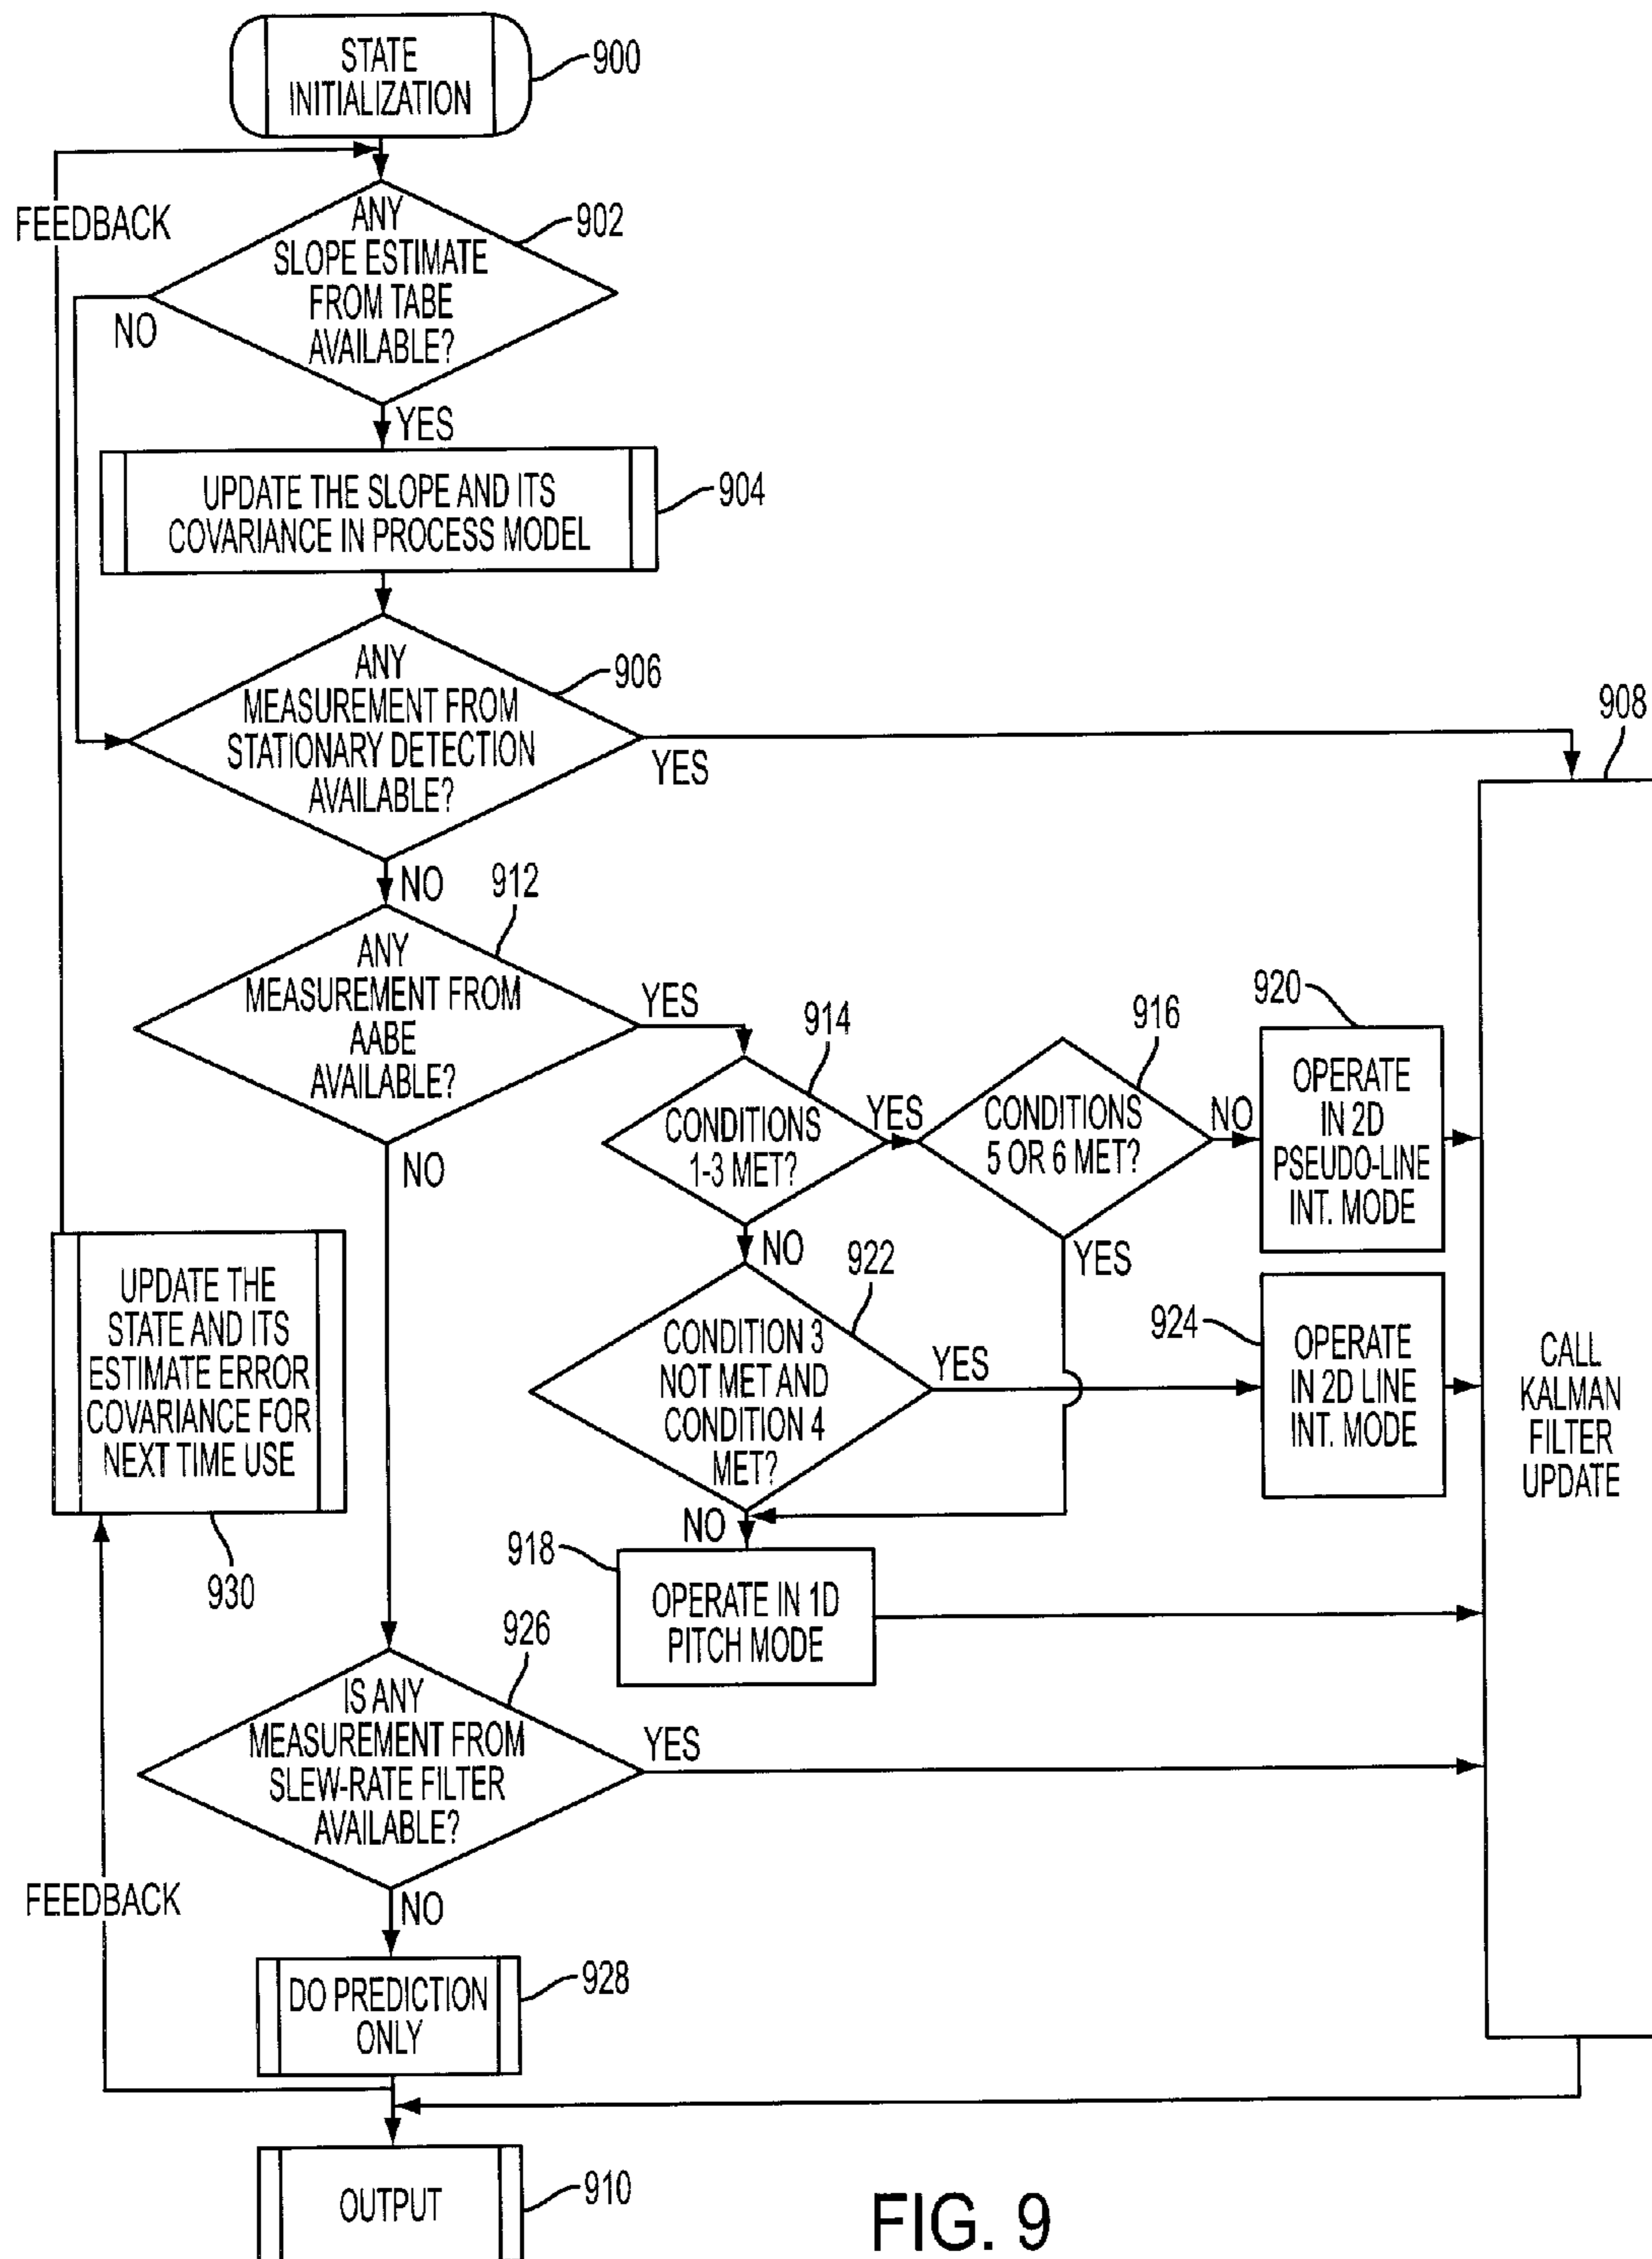 STATE
INITIALIZATION
900
FEEDBACK
ANY
SLOPE ESTIMATE
FROM TABE
AVAILABLE?
902
NO
YES
UPDATE THE SLOPE AND ITS
COVARIANCE IN PROCESS MODEL
904
ANY
MEASUREMENT FROM
STATIONARY DETECTION
AVAILABLE?
906
YES
908
NO
912
ANY
MEASUREMENT FROM
AABE
AVAILABLE?
YES
NO
914
CONDITIONS
1-3 MET?
YES
NO
916
CONDITIONS
5 OR 6 MET?
NO
YES
920
OPERATE
IN 2D
PSEUDO-LINE
INT. MODE
922
CONDITION 3
NOT MET AND
CONDITION 4
MET?
YES
NO
924
OPERATE
IN 2D LINE
INT. MODE
CALL
KALMAN
FILTER
UPDATE
UPDATE THE
STATE AND ITS
ESTIMATE ERROR
COVARIANCE FOR
NEXT TIME USE
930
918
OPERATE IN 1D
PITCH MODE
926
IS ANY
MEASUREMENT FROM
SLEW-RATE FILTER
AVAILABLE?
YES
NO
FEEDBACK
DO PREDICTION
ONLY
928
OUTPUT
910
FIG. 9